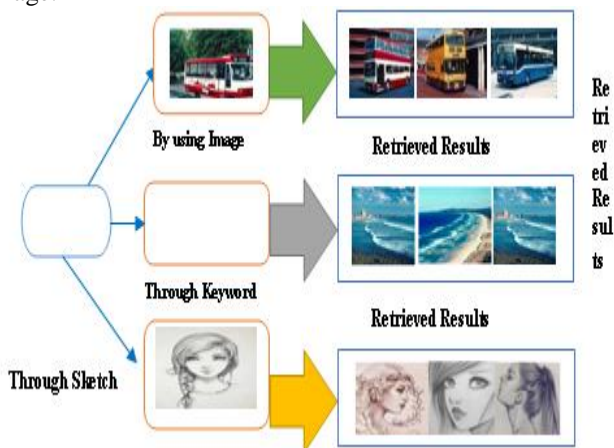 By using Image
Retrieved Results
Through Keyword
Retrieved Results
Through Sketch
Re
tri
ev
ed
Re
sul
ts